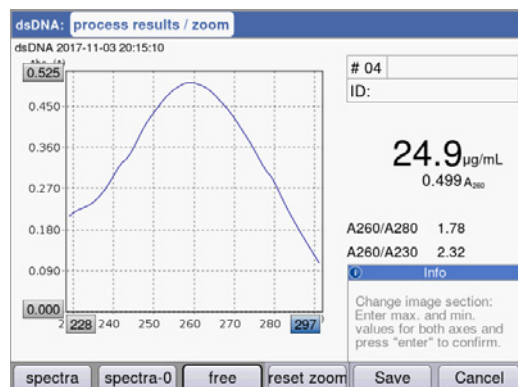 dsDNA: process results / zoom
dsDNA 2017-11-03 20:15:10
Abs. (A)
0.525
0.450
0.360
0.270
0.180
0.090
0.000
228 240 250 260 270 280 297
# 04
ID:
24.9 µg/mL
0.499 A260
A260/A280 1.78
A260/A230 2.32
Info
Change image section:
Enter max. and min.
values for both axes and
press "enter" to confirm.
spectra spectra-0 free reset zoom Save Cancel